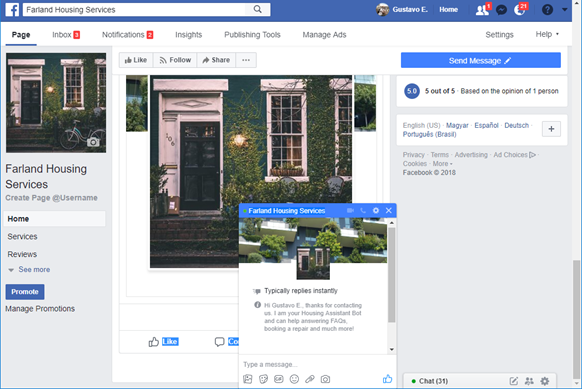 Farland Housing Services
Gustavo E. Home 1 21
Page Inbox 3 Notifications 2 Insights Publishing Tools Manage Ads Settings Help
Like Follow Share ...
Send Message
5.0 5 out of 5 · Based on the opinion of 1 person
English (US) · Magyar · Español · Deutsch ·
Português (Brasil)
Privacy · Terms · Advertising · Ad Choices
Cookies · More
Facebook © 2018
106
Farland Housing
Services
Create Page @Username
Home
Services
Reviews
See more
Promote
Manage Promotions
Like
Farland Housing Services
Typically replies instantly
Hi Gustavo E., thanks for contacting
us. I am your Housing Assistant Bot
and can help answering FAQs,
booking a repair and much more!
Type a message...
GIF
Chat (31)